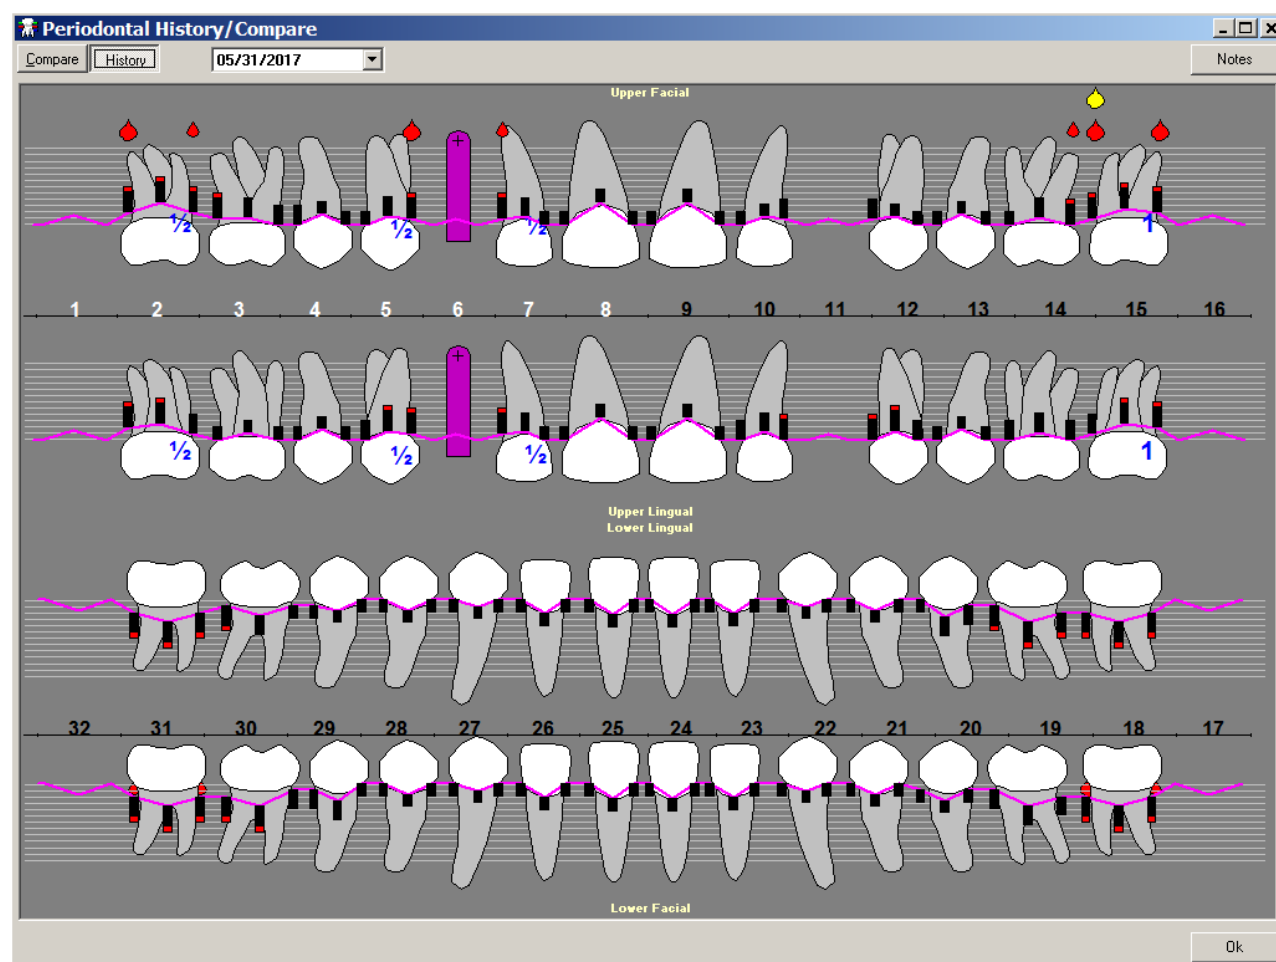 Periodontal History/Compare
Compare History 05/31/2017 Notes
Upper Facial
½ ½ ½ 1
1 2 3 4 5 6 7 8 9 10 11 12 13 14 15 16
½ ½ ½ 1
Upper Lingual
Lower Lingual
32 31 30 29 28 27 26 25 24 23 22 21 20 19 18 17
Lower Facial
Ok